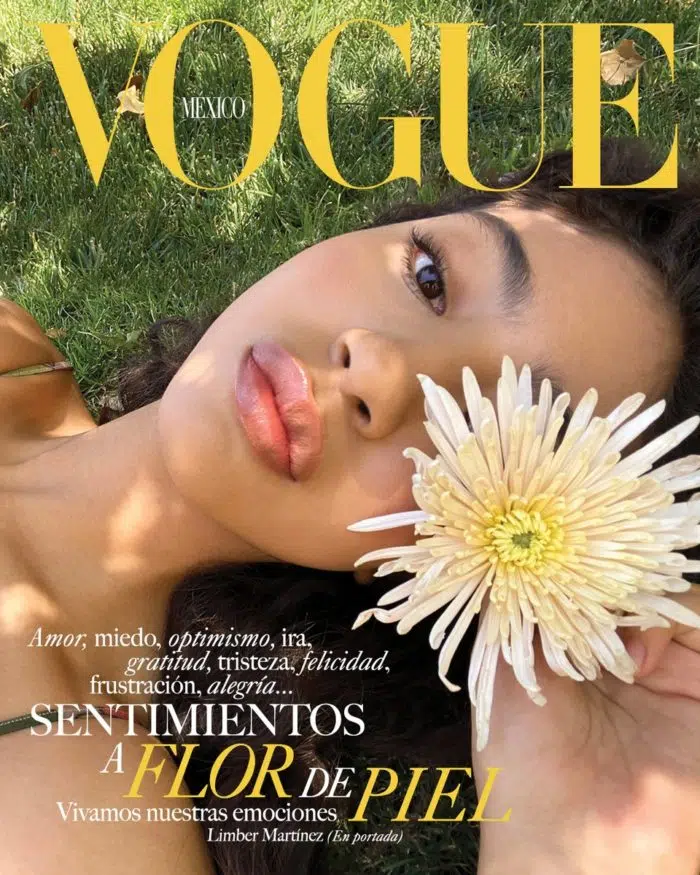 VOGUE
MÉXICO
Amor, miedo, optimismo, ira,
gratitud, tristeza, felicidad,
frustración, alegría...
SENTIMIENTOS
A FLOR DE PIEL
Vivamos nuestras emociones
Limber Martínez (En portada)